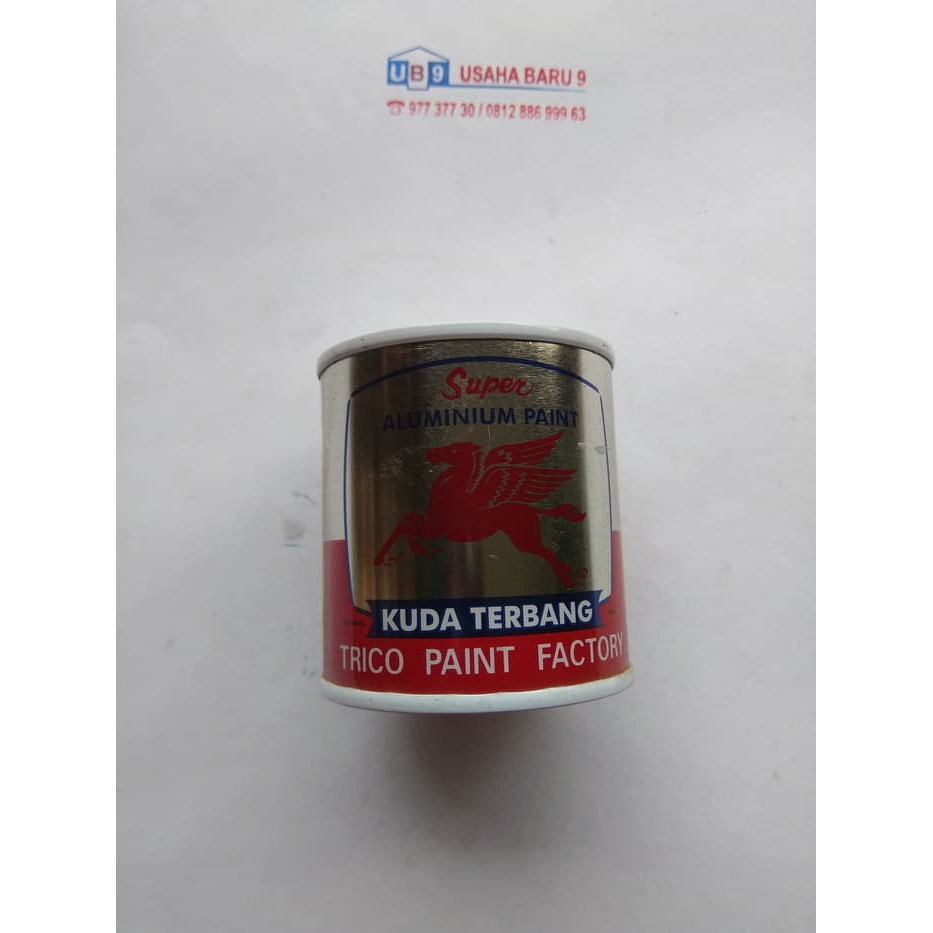 UB9 USAHA BARU 9
☎ 977 377 30 / 0812 886 999 63
Super
ALUMINIUM PAINT
KUDA TERBANG
TRICO PAINT FACTORY